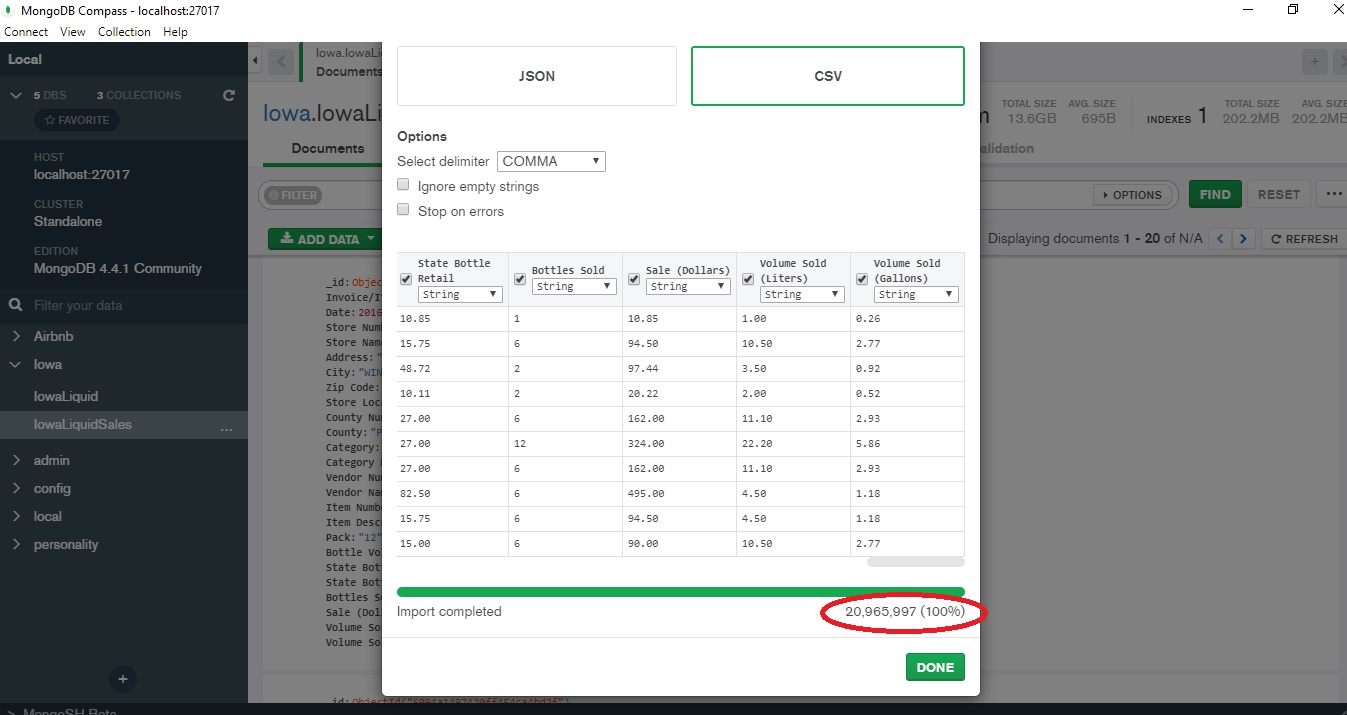 MongoDB Compass - localhost:27017
Connect View Collection Help
Local
5 DBS 3 COLLECTIONS
FAVORITE
HOST
localhost:27017
CLUSTER
Standalone
EDITION
MongoDB 4.4.1 Community
Filter your data
Airbnb
Iowa
IowaLiquid
IowaLiquidSales ...
admin
config
local
personality
MongoSH Beta
Iowa.IowaLi
Documents
Iowa.IowaLi
TOTAL SIZE 13.6GB AVG. SIZE 695B INDEXES 1 TOTAL SIZE 202.2MB AVG. SIZE 202.2MB
Documents
alidation
FILTER
OPTIONS FIND RESET ...
ADD DATA
Displaying documents 1 - 20 of N/A < > REFRESH
_id:Objec
Invoice/I
Date:2016
Store Num
Store Nam
Address:"
City:"WIN
Zip Code:
Store Loca
County Nu
County:"P
Category:
Category
Vendor Nu
Vendor Na
Item Numb
Item Desc
Pack:"12"
Bottle Vo
State Bot
State Bot
Bottles S
Sale (Dol
Volume So
Volume So
JSON CSV
Options
Select delimiter COMMA
Ignore empty strings
Stop on errors
State Bottle Retail Bottles Sold Sale (Dollars) Volume Sold (Liters) Volume Sold (Gallons)
String String String String String
10.85 1 10.85 1.00 0.26
15.75 6 94.50 10.50 2.77
48.72 2 97.44 3.50 0.92
10.11 2 20.22 2.00 0.52
27.00 6 162.00 11.10 2.93
27.00 12 324.00 22.20 5.86
27.00 6 162.00 11.10 2.93
82.50 6 495.00 4.50 1.18
15.75 6 94.50 4.50 1.18
15.00 6 90.00 10.50 2.77
Import completed 20,965,997 (100%)
DONE